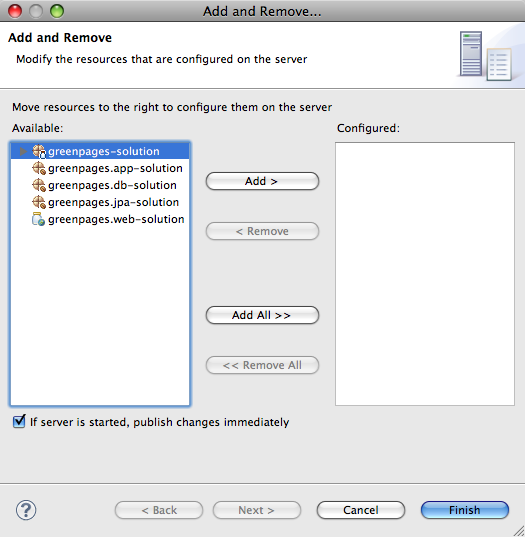 Add and Remove...
Add and Remove
Modify the resources that are configured on the server
Move resources to the right to configure them on the server
Available:
Configured:
greenpages-solution
greenpages.app-solution
greenpages.db-solution
greenpages.jpa-solution
greenpages.web-solution
Add >
< Remove
Add All >>
<< Remove All
If server is started, publish changes immediately
?
< Back
Next >
Cancel
Finish